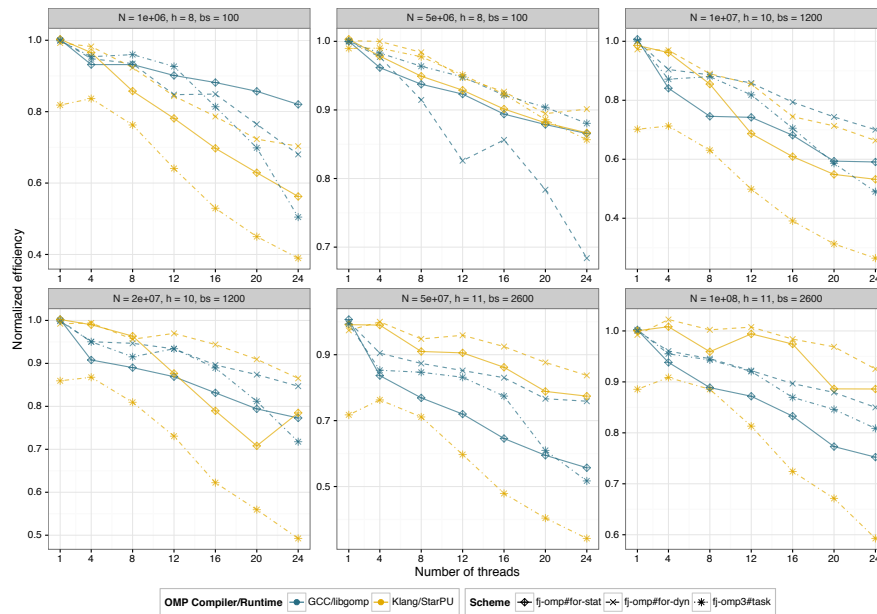 N = 1e+06, h = 8, bs = 100
N = 5e+06, h = 8, bs = 100
N = 1e+07, h = 10, bs = 1200
1.0
0.8
0.6
0.4
1.0
0.9
0.8
0.7
1.0
0.8
0.6
0.4
1 4 8 12 16 20 24
1 4 8 12 16 20 24
1 4 8 12 16 20 24
Normalized efficiency
N = 2e+07, h = 10, bs = 1200
N = 5e+07, h = 11, bs = 2600
N = 1e+08, h = 11, bs = 2600
1.0
0.9
0.8
0.7
0.6
0.5
0.9
0.7
0.5
1.0
0.9
0.8
0.7
0.6
1 4 8 12 16 20 24
1 4 8 12 16 20 24
1 4 8 12 16 20 24
Number of threads
OMP Compiler/Runtime GCC/libgomp Klang/StarPU
Scheme fj-omp#for-stat fj-omp#for-dyn fj-omp3#task